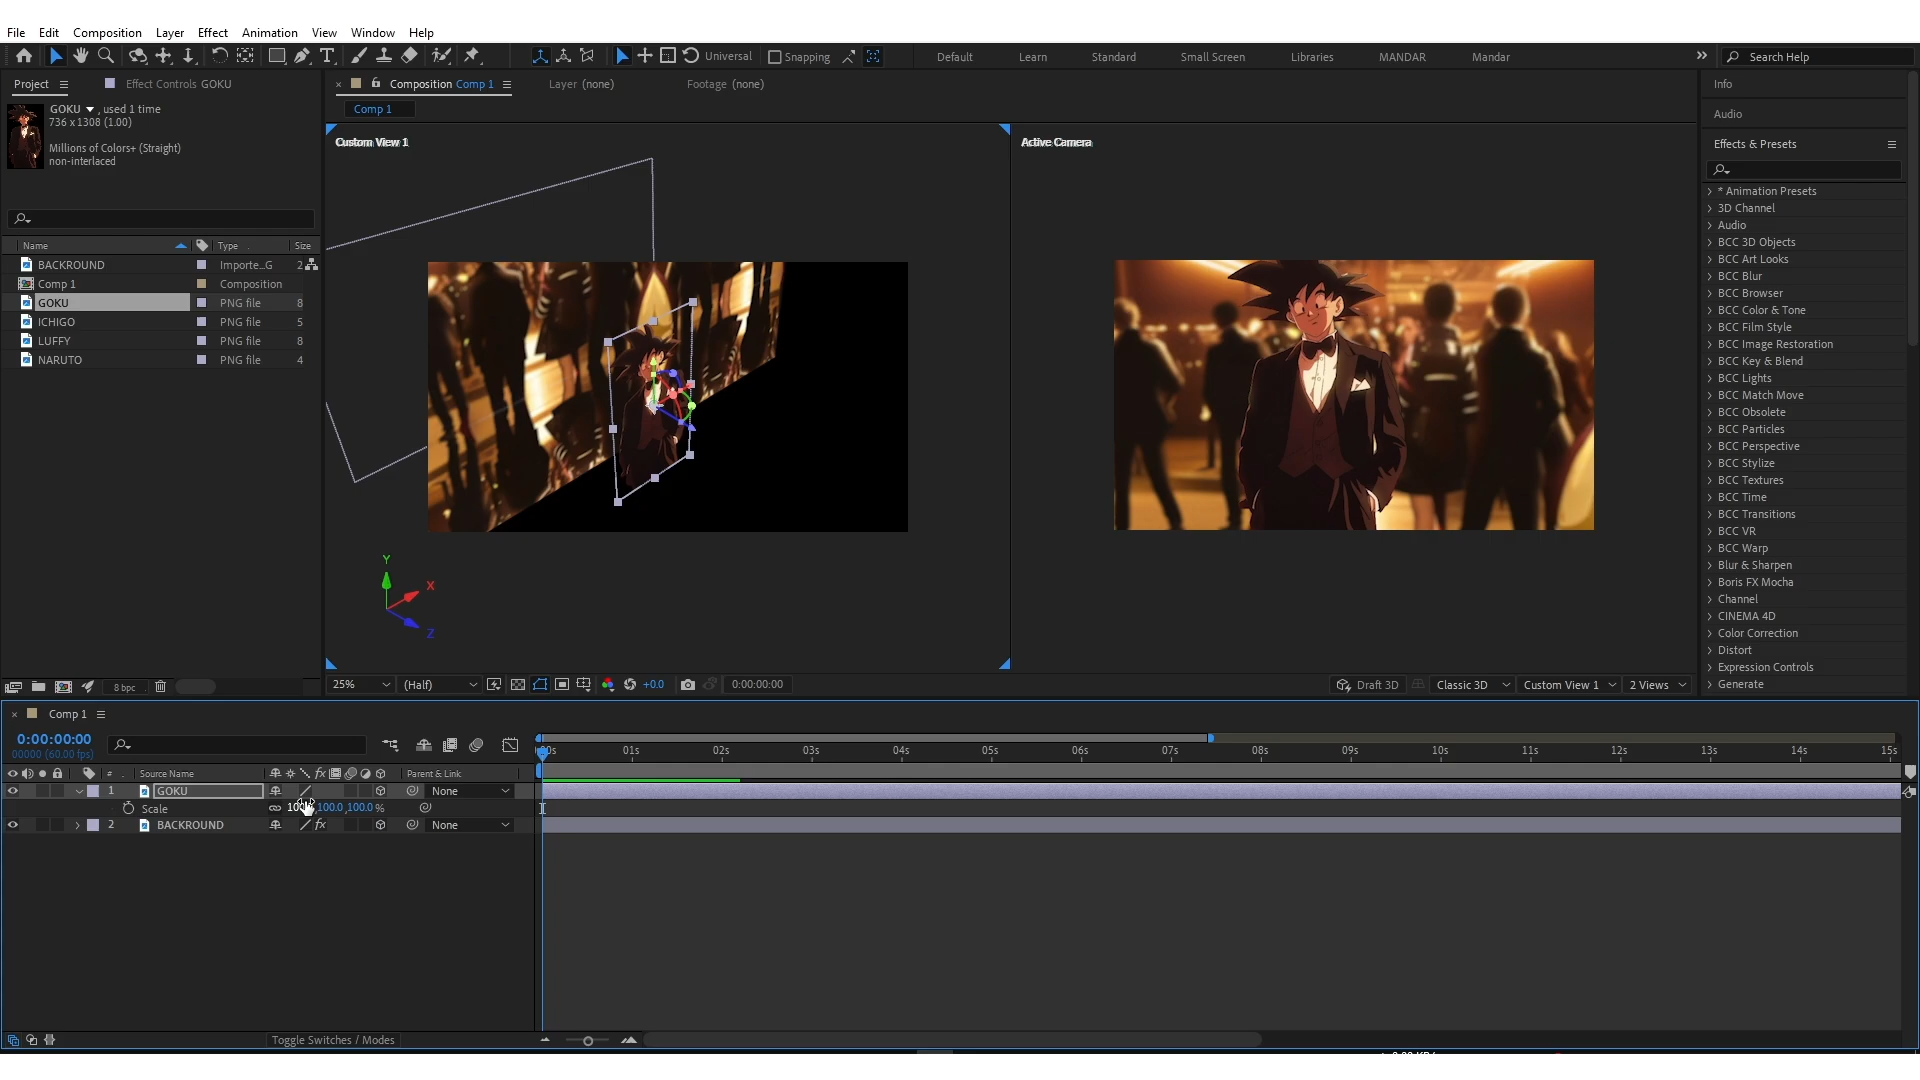 File Edit Composition Layer Effect Animation View Window Help
Universal Snapping Default Learn Standard Small Screen Libraries MANDAR Mandar Search Help
Project Effect Controls GOKU
GOKU , used 1 time
736 x 1308 (1.00)
Millions of Colors+ (Straight)
non-interlaced
Name Type Size
BACKROUND Importe...G 2
Comp 1 Composition
GOKU PNG file 8
ICHIGO PNG file 5
LUFFY PNG file 8
NARUTO PNG file 4
8 bpc
Composition Comp 1 Layer (none) Footage (none)
Comp 1
Custom View 1
Active Camera
Y
X
Z
25% (Half) +0.0 0:00:00:00 Draft 3D Classic 3D Custom View 1 2 Views
Info
Audio
Effects & Presets
* Animation Presets
3D Channel
Audio
BCC 3D Objects
BCC Art Looks
BCC Blur
BCC Browser
BCC Color & Tone
BCC Film Style
BCC Image Restoration
BCC Key & Blend
BCC Lights
BCC Match Move
BCC Obsolete
BCC Particles
BCC Perspective
BCC Stylize
BCC Textures
BCC Time
BCC Transitions
BCC VR
BCC Warp
Blur & Sharpen
Boris FX Mocha
Channel
CINEMA 4D
Color Correction
Distort
Expression Controls
Generate
Comp 1
0:00:00:00
00000 (60.00 fps)
01s 02s 03s 04s 05s 06s 07s 08s 09s 10s 11s 12s 13s 14s 15s
# Source Name fx Parent & Link
1 GOKU None
Scale 100.0 ,100.0 %
2 BACKROUND fx None
Toggle Switches / Modes